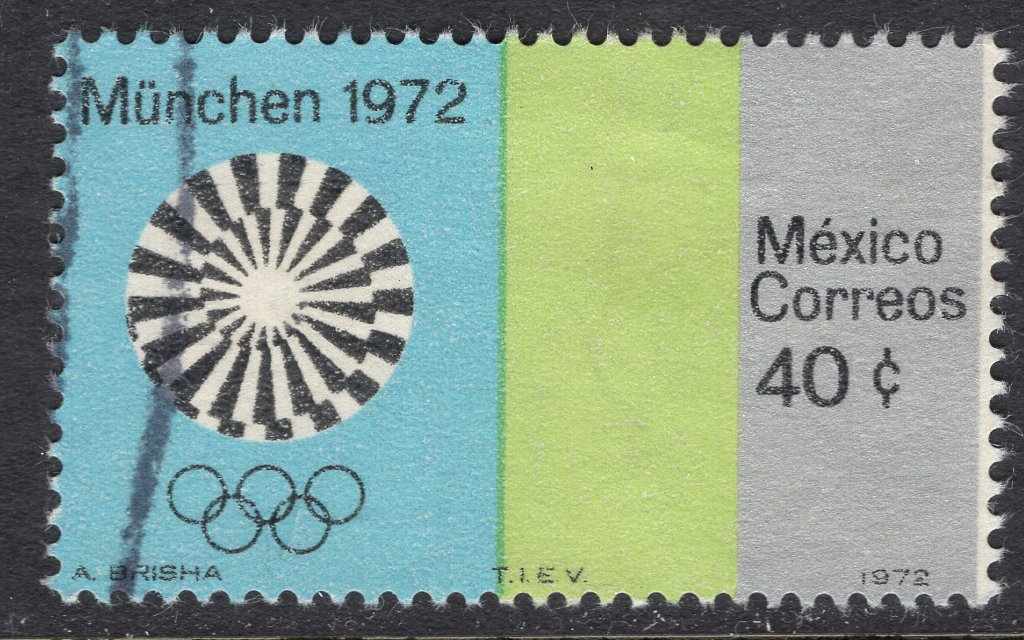 München 1972
México
Correos
40 ¢
A. BRISHA
T.I.E.V.
1972